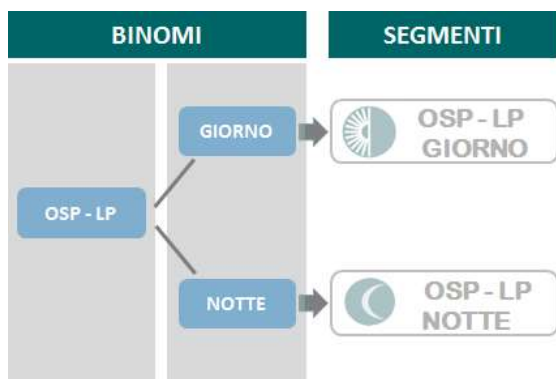 BINOMI
SEGMENTI
GIORNO
OSP - LP
GIORNO
OSP - LP
NOTTE
OSP - LP
NOTTE